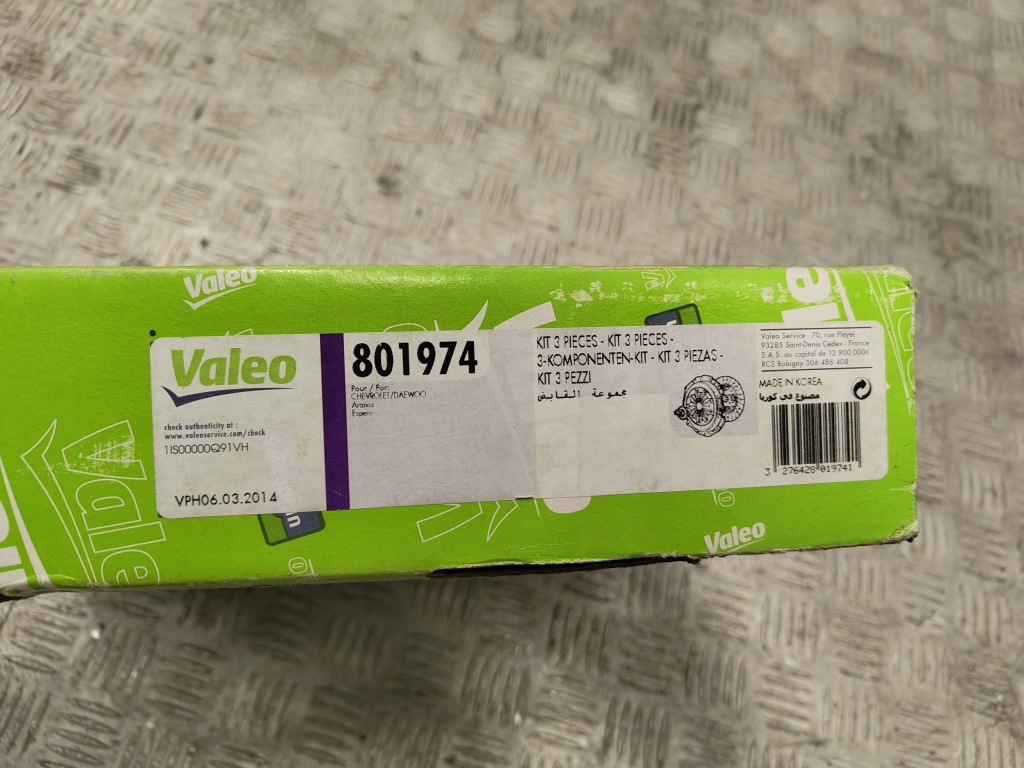 Valeo
Valeo
check authenticity at :
www.valeoservice.com/check
1IS00000Q91VH
VPH06.03.2014
801974
Pour / For:
CHEVROLET/DAEWOO
Aranos
Espero
KIT 3 PIECES - KIT 3 PIECES -
3-KOMPONENTEN-KIT - KIT 3 PIEZAS -
KIT 3 PEZZI
مجموعة القابض
Valeo Service - 70, rue Pleyel
93285 Saint-Denis Cedex - France
S.A.S. au capital de 12 900 000€
RCS Bobigny 306 486 408
MADE IN KOREA
مصنوع في كوريا
3 276428 019741
Valeo
Vale